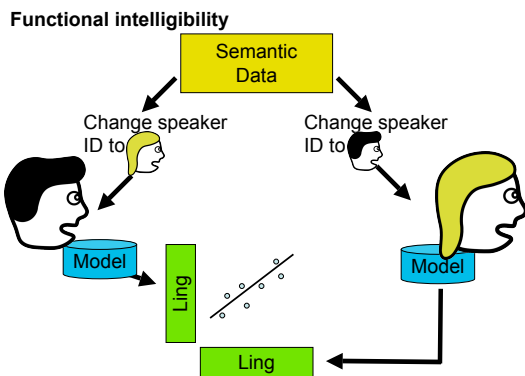 Functional intelligibility
Semantic
Data
Change speaker
ID to
Change speaker
ID to
Model
Model
Ling
Ling